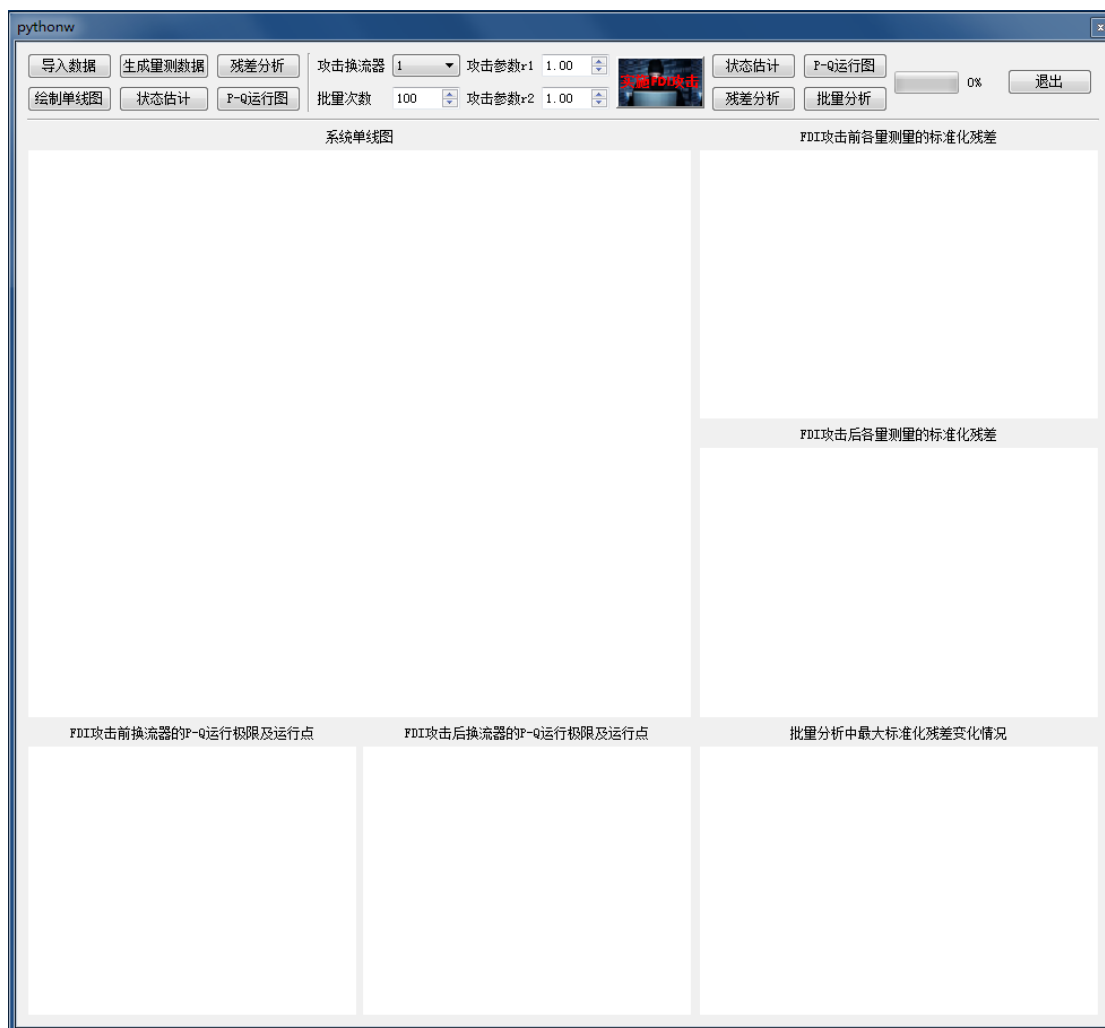 pythonw
导入数据 生成量测数据 残差分析 攻击换流器 1 攻击参数r1 1.00 状态估计 P-Q运行图
实施FDI攻击 0% 退出
绘制单线图 状态估计 P-Q运行图 批量次数 100 攻击参数r2 1.00 残差分析 批量分析
系统单线图 FDI攻击前各量测量的标准化残差
FDI攻击后各量测量的标准化残差
FDI攻击前换流器的P-Q运行极限及运行点 FDI攻击后换流器的P-Q运行极限及运行点 批量分析中最大标准化残差变化情况